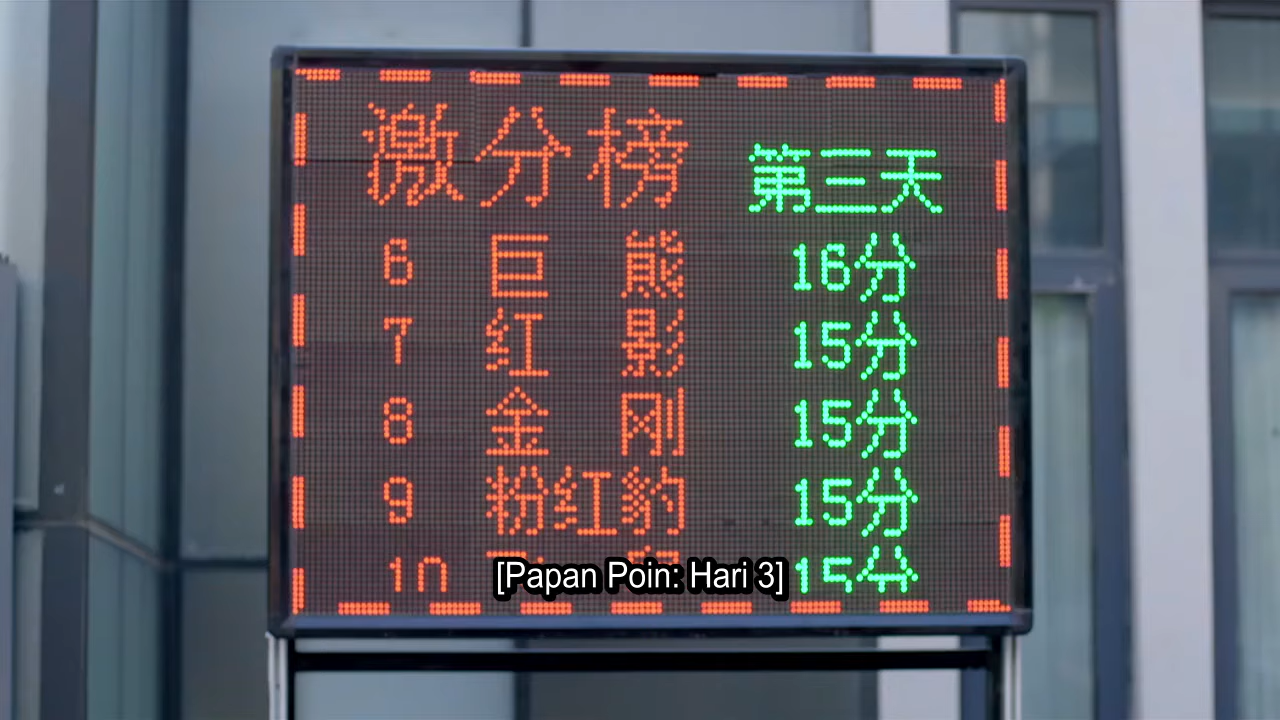 激分榜 第三天
6 巨熊 16分
7 红影 15分
8 金刚 15分
9 粉红豹 15分
10 15分
[Papan Poin: Hari 3]